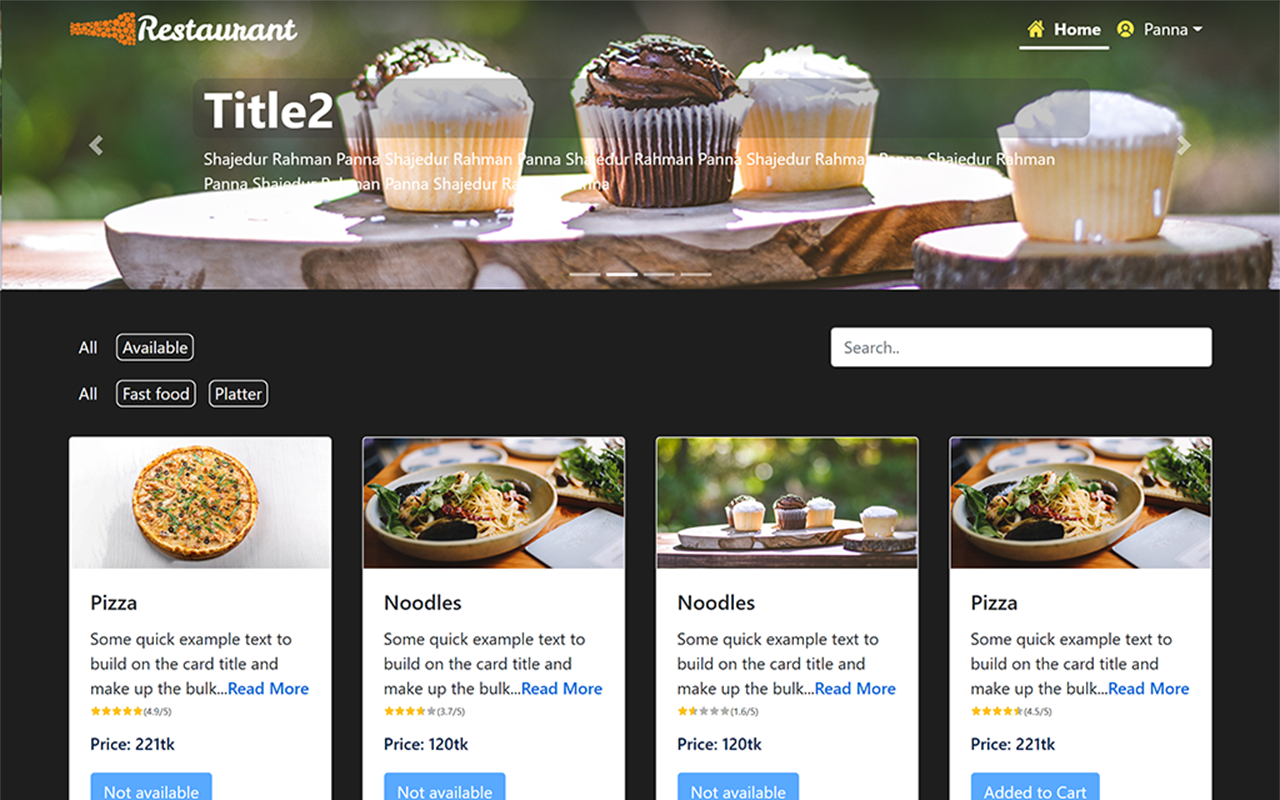 Restaurant
Home
Panna
Title2
Shajedur Rahman Panna Shajedur Rahman Panna Shajedur Rahman Panna Shajedur Rahman Panna Shajedur Rahman
Panna Shajedur Rahman Panna Shajedur Rahman Panna
All Available
Search..
All Fast food Platter
Pizza
Some quick example text to
build on the card title and
make up the bulk...Read More
(4.9/5)
Price: 221tk
Not available
Noodles
Some quick example text to
build on the card title and
make up the bulk...Read More
(3.7/5)
Price: 120tk
Not available
Noodles
Some quick example text to
build on the card title and
make up the bulk...Read More
(1.6/5)
Price: 120tk
Not available
Pizza
Some quick example text to
build on the card title and
make up the bulk...Read More
(4.5/5)
Price: 221tk
Added to Cart